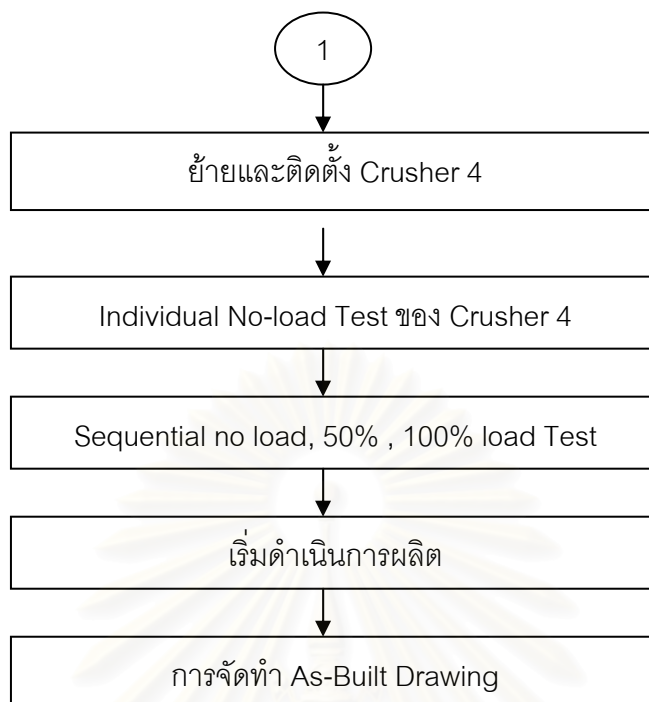 1
ย้ายและติดตั้ง Crusher 4
Individual No-load Test ของ Crusher 4
Sequential no load, 50% , 100% load Test
เริ่มดำเนินการผลิต
การจัดทำ As-Built Drawing